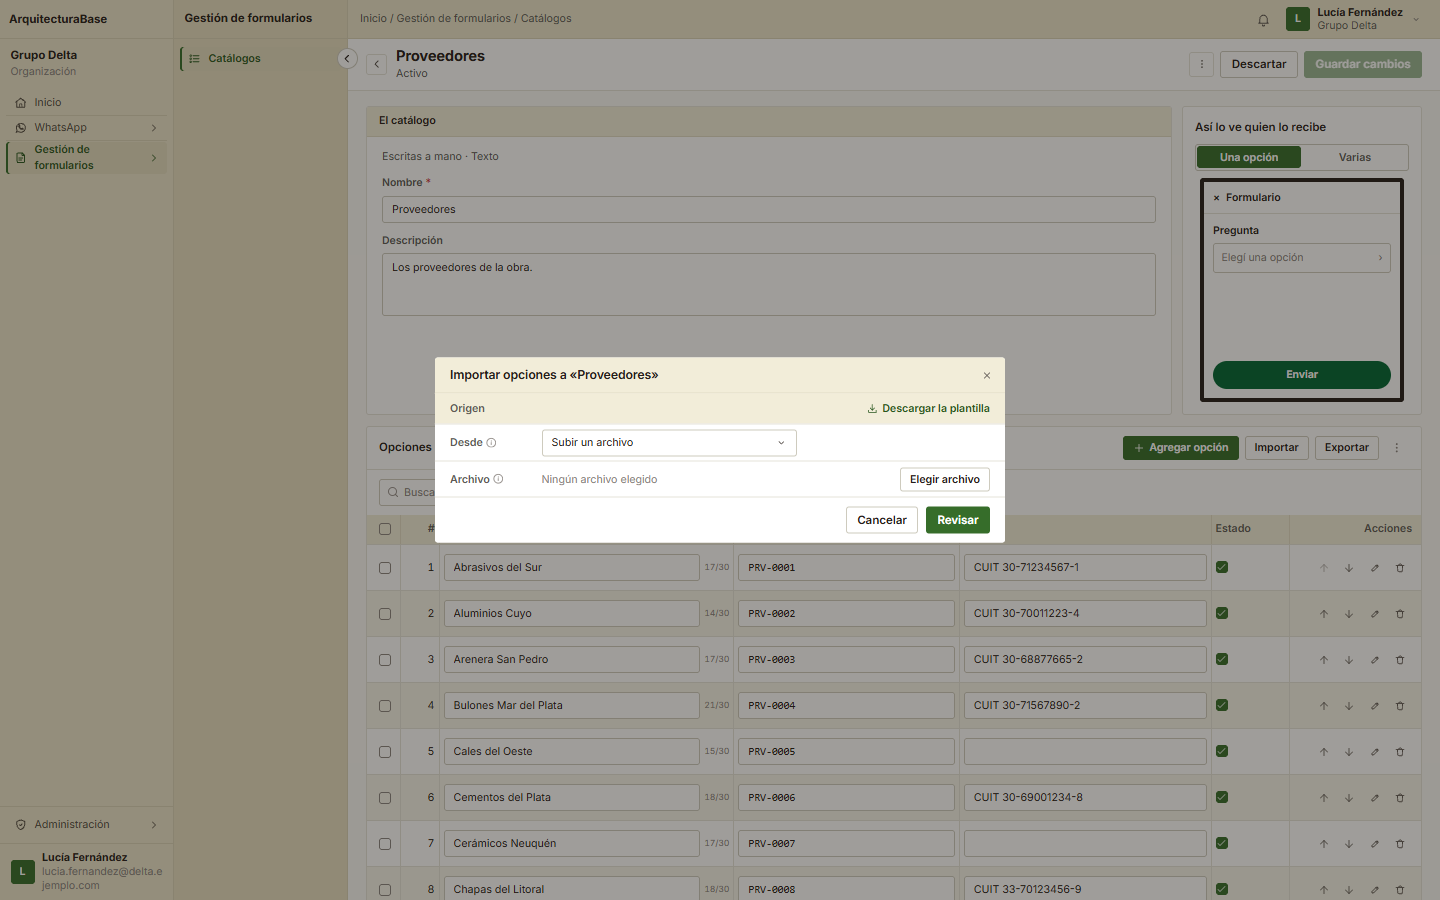 ArquitecturaBase
Grupo Delta
Organización
Inicio
WhatsApp
Gestión de
formularios
Administración
Lucía Fernández
L
lucia.fernandez@delta.e
jemplo.com
Gestión de formularios
Catálogos
Inicio / Gestión de formularios / Catálogos
L
Lucía Fernández
Grupo Delta
Proveedores
Activo
Descartar
Guardar cambios
El catálogo
Escritas a mano · Texto
Nombre *
Proveedores
Descripción
Los proveedores de la obra.
Así lo ve quien lo recibe
Una opción
Varias
× Formulario
Pregunta
Elegí una opción
Enviar
Importar opciones a «Proveedores»
Origen
Descargar la plantilla
Desde
Subir un archivo
Archivo
Ningún archivo elegido
Elegir archivo
Cancelar
Revisar
Opciones
+ Agregar opción
Importar
Exportar
Busca
#
Estado
Acciones
1 Abrasivos del Sur 17/30 PRV-0001 CUIT 30-71234567-1
2 Aluminios Cuyo 14/30 PRV-0002 CUIT 30-70011223-4
3 Arenera San Pedro 17/30 PRV-0003 CUIT 30-68877665-2
4 Bulones Mar del Plata 21/30 PRV-0004 CUIT 30-71567890-2
5 Cales del Oeste 15/30 PRV-0005
6 Cementos del Plata 18/30 PRV-0006 CUIT 30-69001234-8
7 Cerámicos Neuquén 17/30 PRV-0007
8 Chapas del Litoral 18/30 PRV-0008 CUIT 33-70123456-9